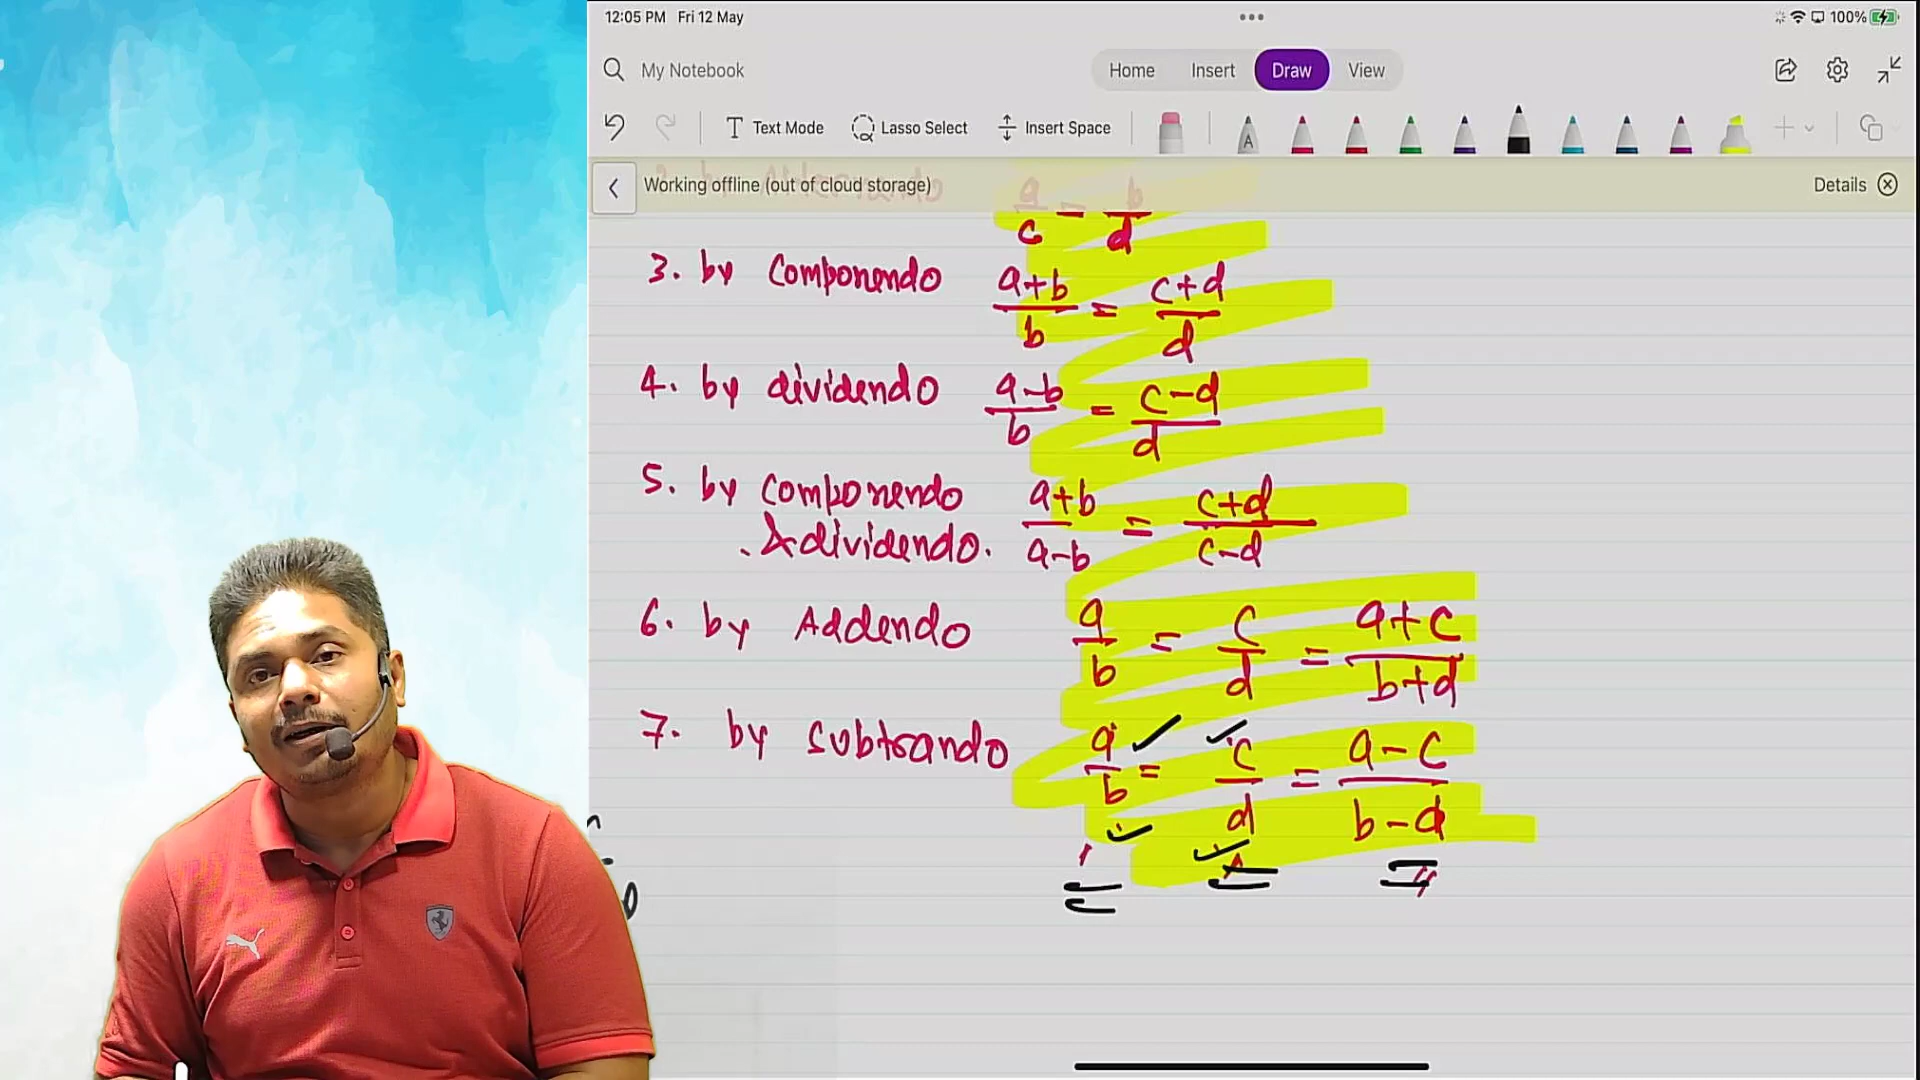 12:05 PM Fri 12 May
100%
My Notebook
Home Insert Draw View
Text Mode Lasso Select Insert Space
A
Working offline (out of cloud storage) Details
a/c = b/d
3. by Componendo (a+b)/b = (c+d)/d
4. by dividendo (a-b)/b = (c-d)/d
5. by Componendo
& dividendo. (a+b)/(a-b) = (c+d)/(c-d)
6. by Addendo a/b = c/d = (a+c)/(b+d)
7. by Subtrando a/b = c/d = (a-c)/(b-d)